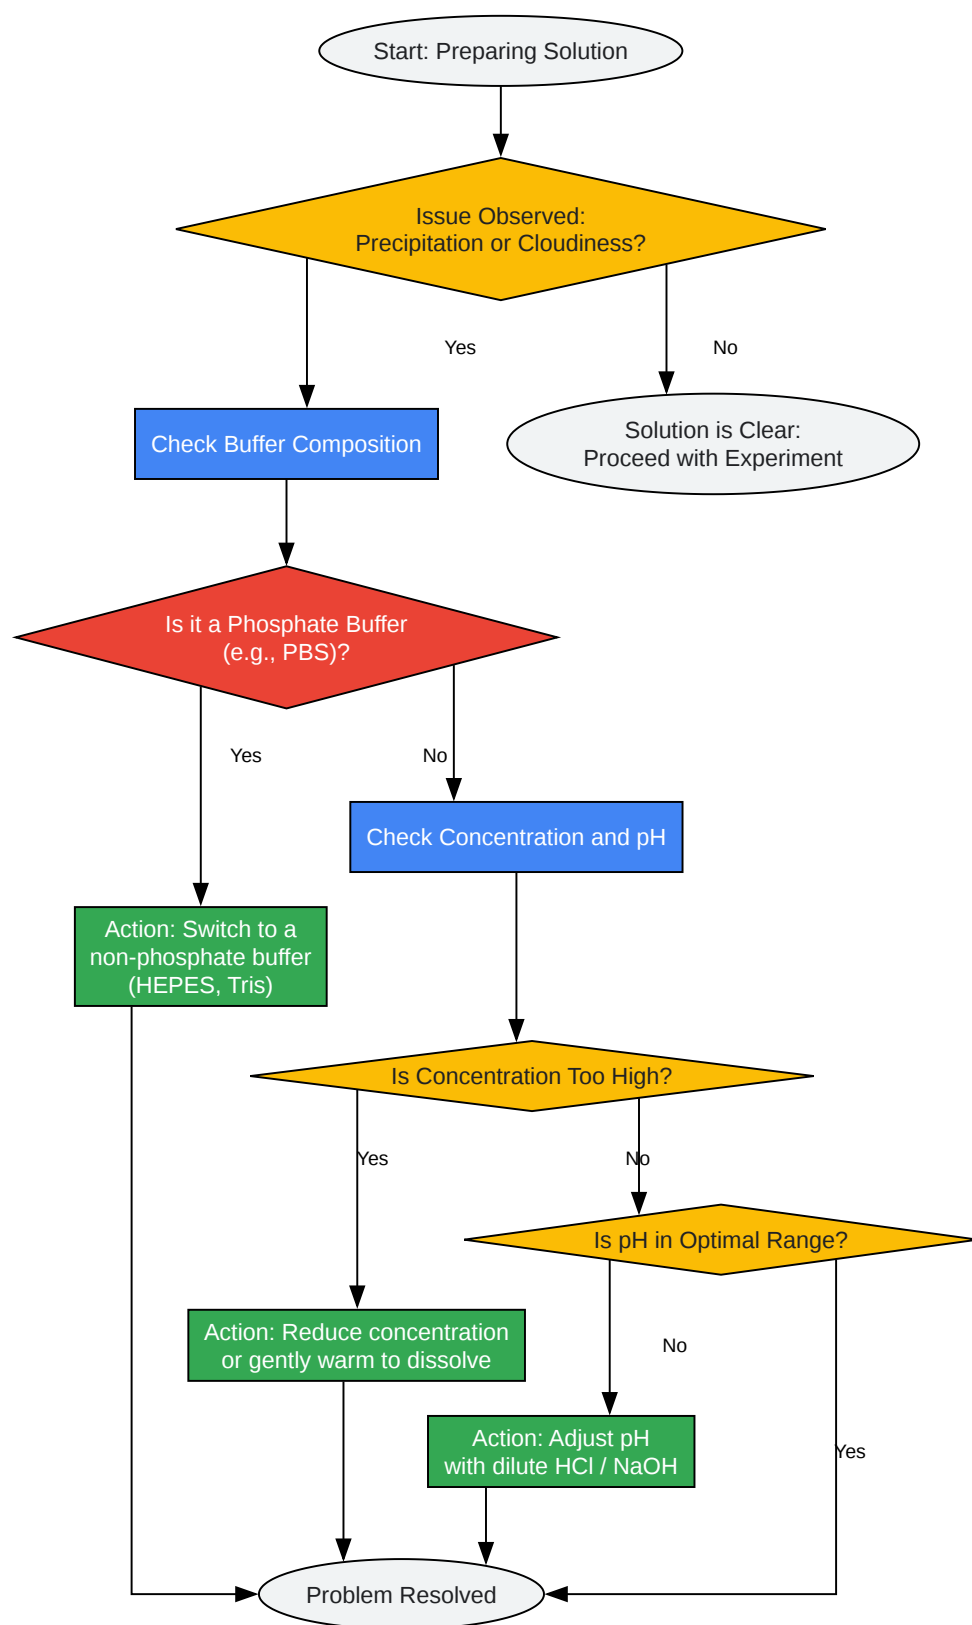 Start: Preparing Solution
Issue Observed:
Precipitation or Cloudiness?
Yes
No
Check Buffer Composition
Solution is Clear:
Proceed with Experiment
Is it a Phosphate Buffer
(e.g., PBS)?
Yes
No
Check Concentration and pH
Action: Switch to a
non-phosphate buffer
(HEPES, Tris)
Is Concentration Too High?
Yes
No
Is pH in Optimal Range?
Action: Reduce concentration
or gently warm to dissolve
No
Action: Adjust pH
with dilute HCl / NaOH
Yes
Problem Resolved